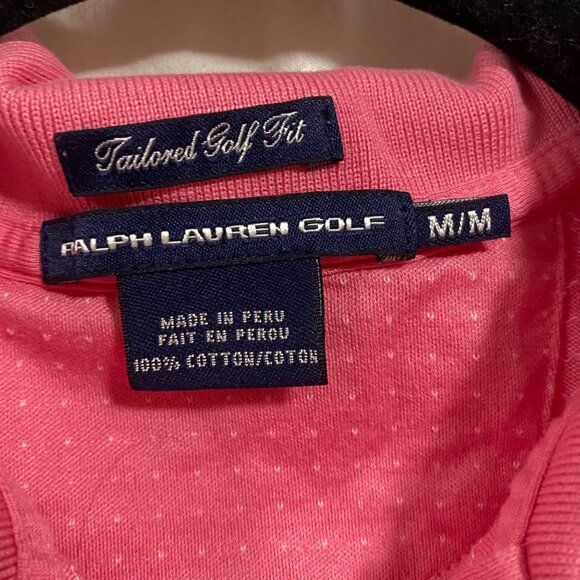 Tailored Golf Fit
RALPH LAUREN GOLF M/M
MADE IN PERU
FAIT EN PEROU
100% COTTON/COTON